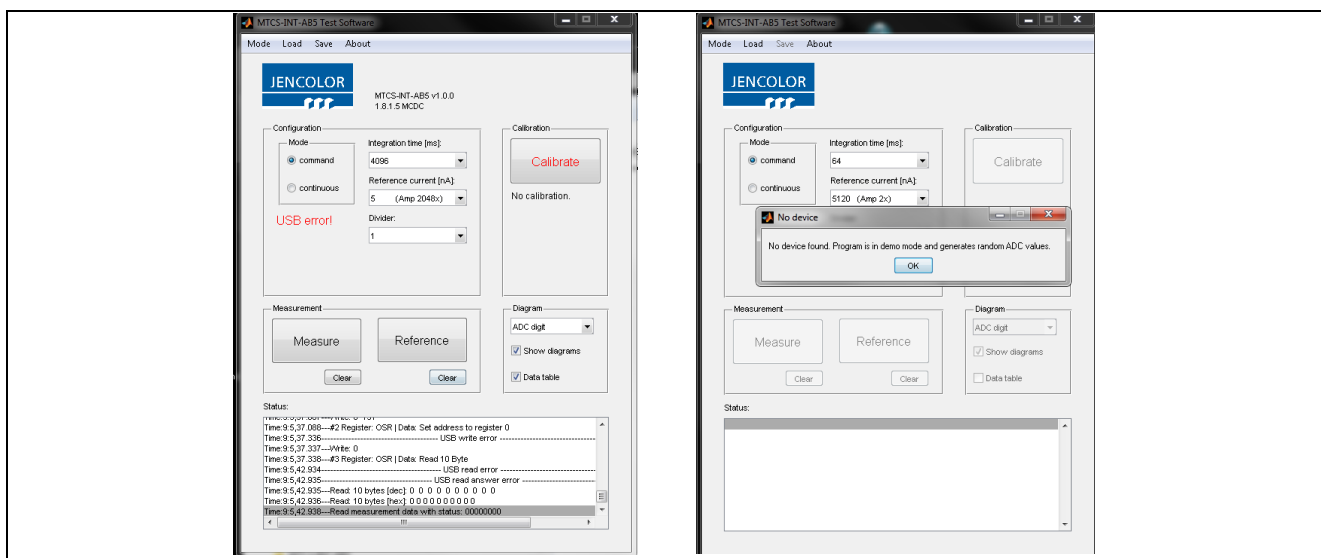 MTCS-INT-AB5 Test Software
Mode Load Save About
JENCOLOR
MTCS-INT-AB5 v1.0.0
1.8.1.5 MCDC
Configuration
Mode
command
continuous
USB error!
Integration time [ms]:
4096
Reference current [nA]:
5 (Amp 2048x)
Divider:
1
Calibration
Calibrate
No calibration.
Measurement
Measure
Reference
Clear
Clear
Diagram
ADC digit
Show diagrams
Data table
Status:
Time:9:5,37.088---#2 Register: OSR | Data: Set address to register 0
Time:9:5,37.336---------------------------------------- USB write error --------------------------------
Time:9:5,37.337---Write: 0
Time:9:5,37.338---#3 Register: OSR | Data: Read 10 Byte
Time:9:5,42.934---------------------------------------- USB read error --------------------------------
Time:9:5,42.935---------------------------------------- USB read answer error ------------------------
Time:9:5,42.935---Read: 10 bytes [dec]: 0 0 0 0 0 0 0 0 0 0
Time:9:5,42.936---Read: 10 bytes [hex]: 0 0 0 0 0 0 0 0 0 0
Time:9:5,42.938---Read measurement data with status: 00000000
MTCS-INT-AB5 Test Software
Mode Load Save About
JENCOLOR
Configuration
Mode
command
continuous
Integration time [ms]:
64
Reference current [nA]:
5120 (Amp 2x)
Calibration
Calibrate
No device
No device found. Program is in demo mode and generates random ADC values.
OK
Measurement
Measure
Reference
Clear
Clear
Diagram
ADC digit
Show diagrams
Data table
Status: